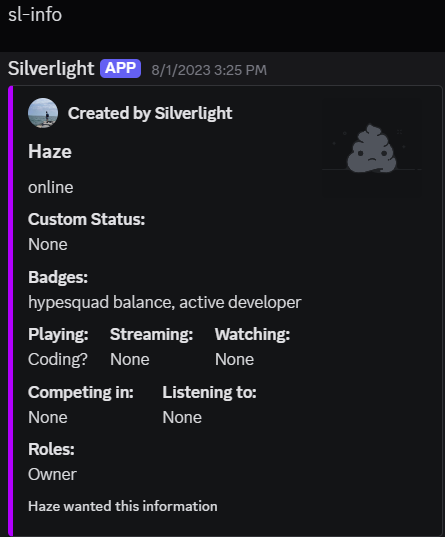 sl-info
Silverlight APP 8/1/2023 3:25 PM
Created by Silverlight
Haze
online
Custom Status:
None
Badges:
hypesquad balance, active developer
Playing: Streaming: Watching:
Coding? None None
Competing in: Listening to:
None None
Roles:
Owner
Haze wanted this information